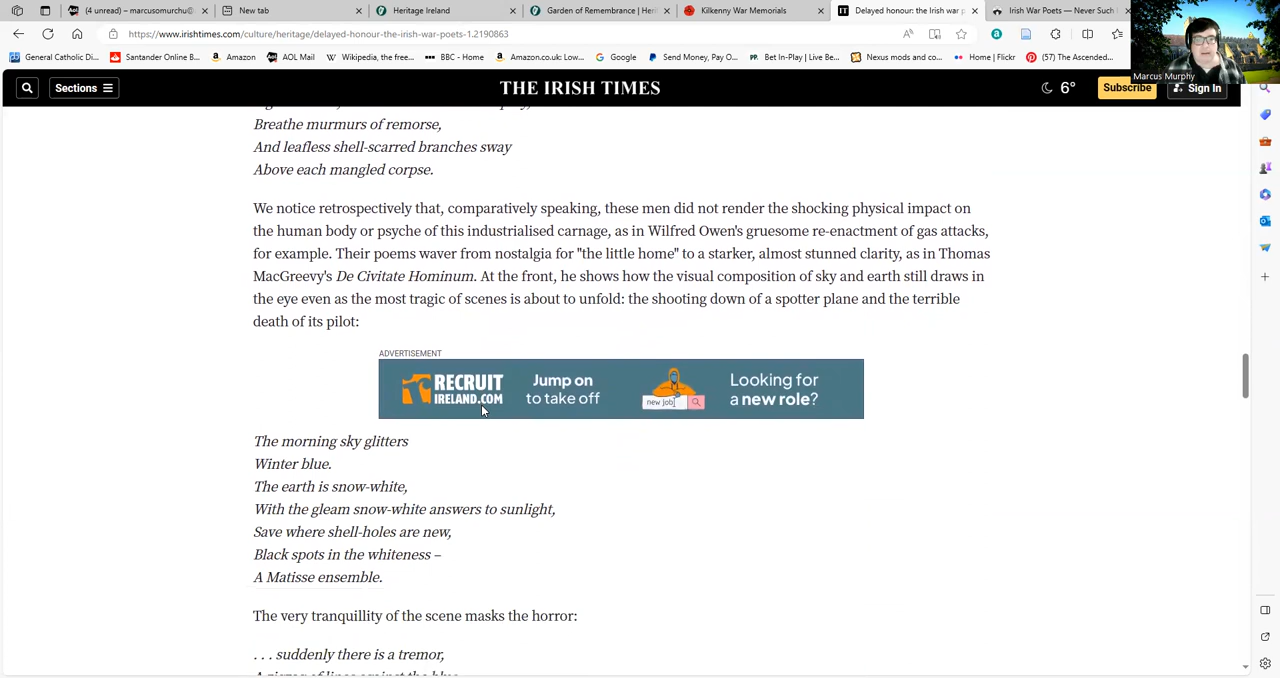 (4 unread) – marcusomurchu@
New tab
Heritage Ireland
Garden of Remembrance | Heri
Kilkenny War Memorials
Delayed honour: the Irish war p
Irish War Poets — Never Such I
https://www.irishtimes.com/culture/heritage/delayed-honour-the-irish-war-poets-1.2190863
General Catholic Di...
Santander Online B...
Amazon
AOL Mail
Wikipedia, the free...
BBC - Home
Amazon.co.uk: Low...
Google
Send Money, Pay O...
Bet In-Play | Live Be...
Nexus mods and co...
Home | Flickr
(57) The Ascended...
Marcus Murphy
Sections
THE IRISH TIMES
6°
Subscribe
Sign In
Breathe murmurs of remorse,
And leafless shell-scarred branches sway
Above each mangled corpse.
We notice retrospectively that, comparatively speaking, these men did not render the shocking physical impact on
the human body or psyche of this industrialised carnage, as in Wilfred Owen's gruesome re-enactment of gas attacks,
for example. Their poems waver from nostalgia for "the little home" to a starker, almost stunned clarity, as in Thomas
MacGreevy's De Civitate Hominum. At the front, he shows how the visual composition of sky and earth still draws in
the eye even as the most tragic of scenes is about to unfold: the shooting down of a spotter plane and the terrible
death of its pilot:
ADVERTISEMENT
RECRUIT
IRELAND.COM
Jump on
to take off
new job
Looking for
a new role?
The morning sky glitters
Winter blue.
The earth is snow-white,
With the gleam snow-white answers to sunlight,
Save where shell-holes are new,
Black spots in the whiteness –
A Matisse ensemble.
The very tranquillity of the scene masks the horror:
. . . suddenly there is a tremor,